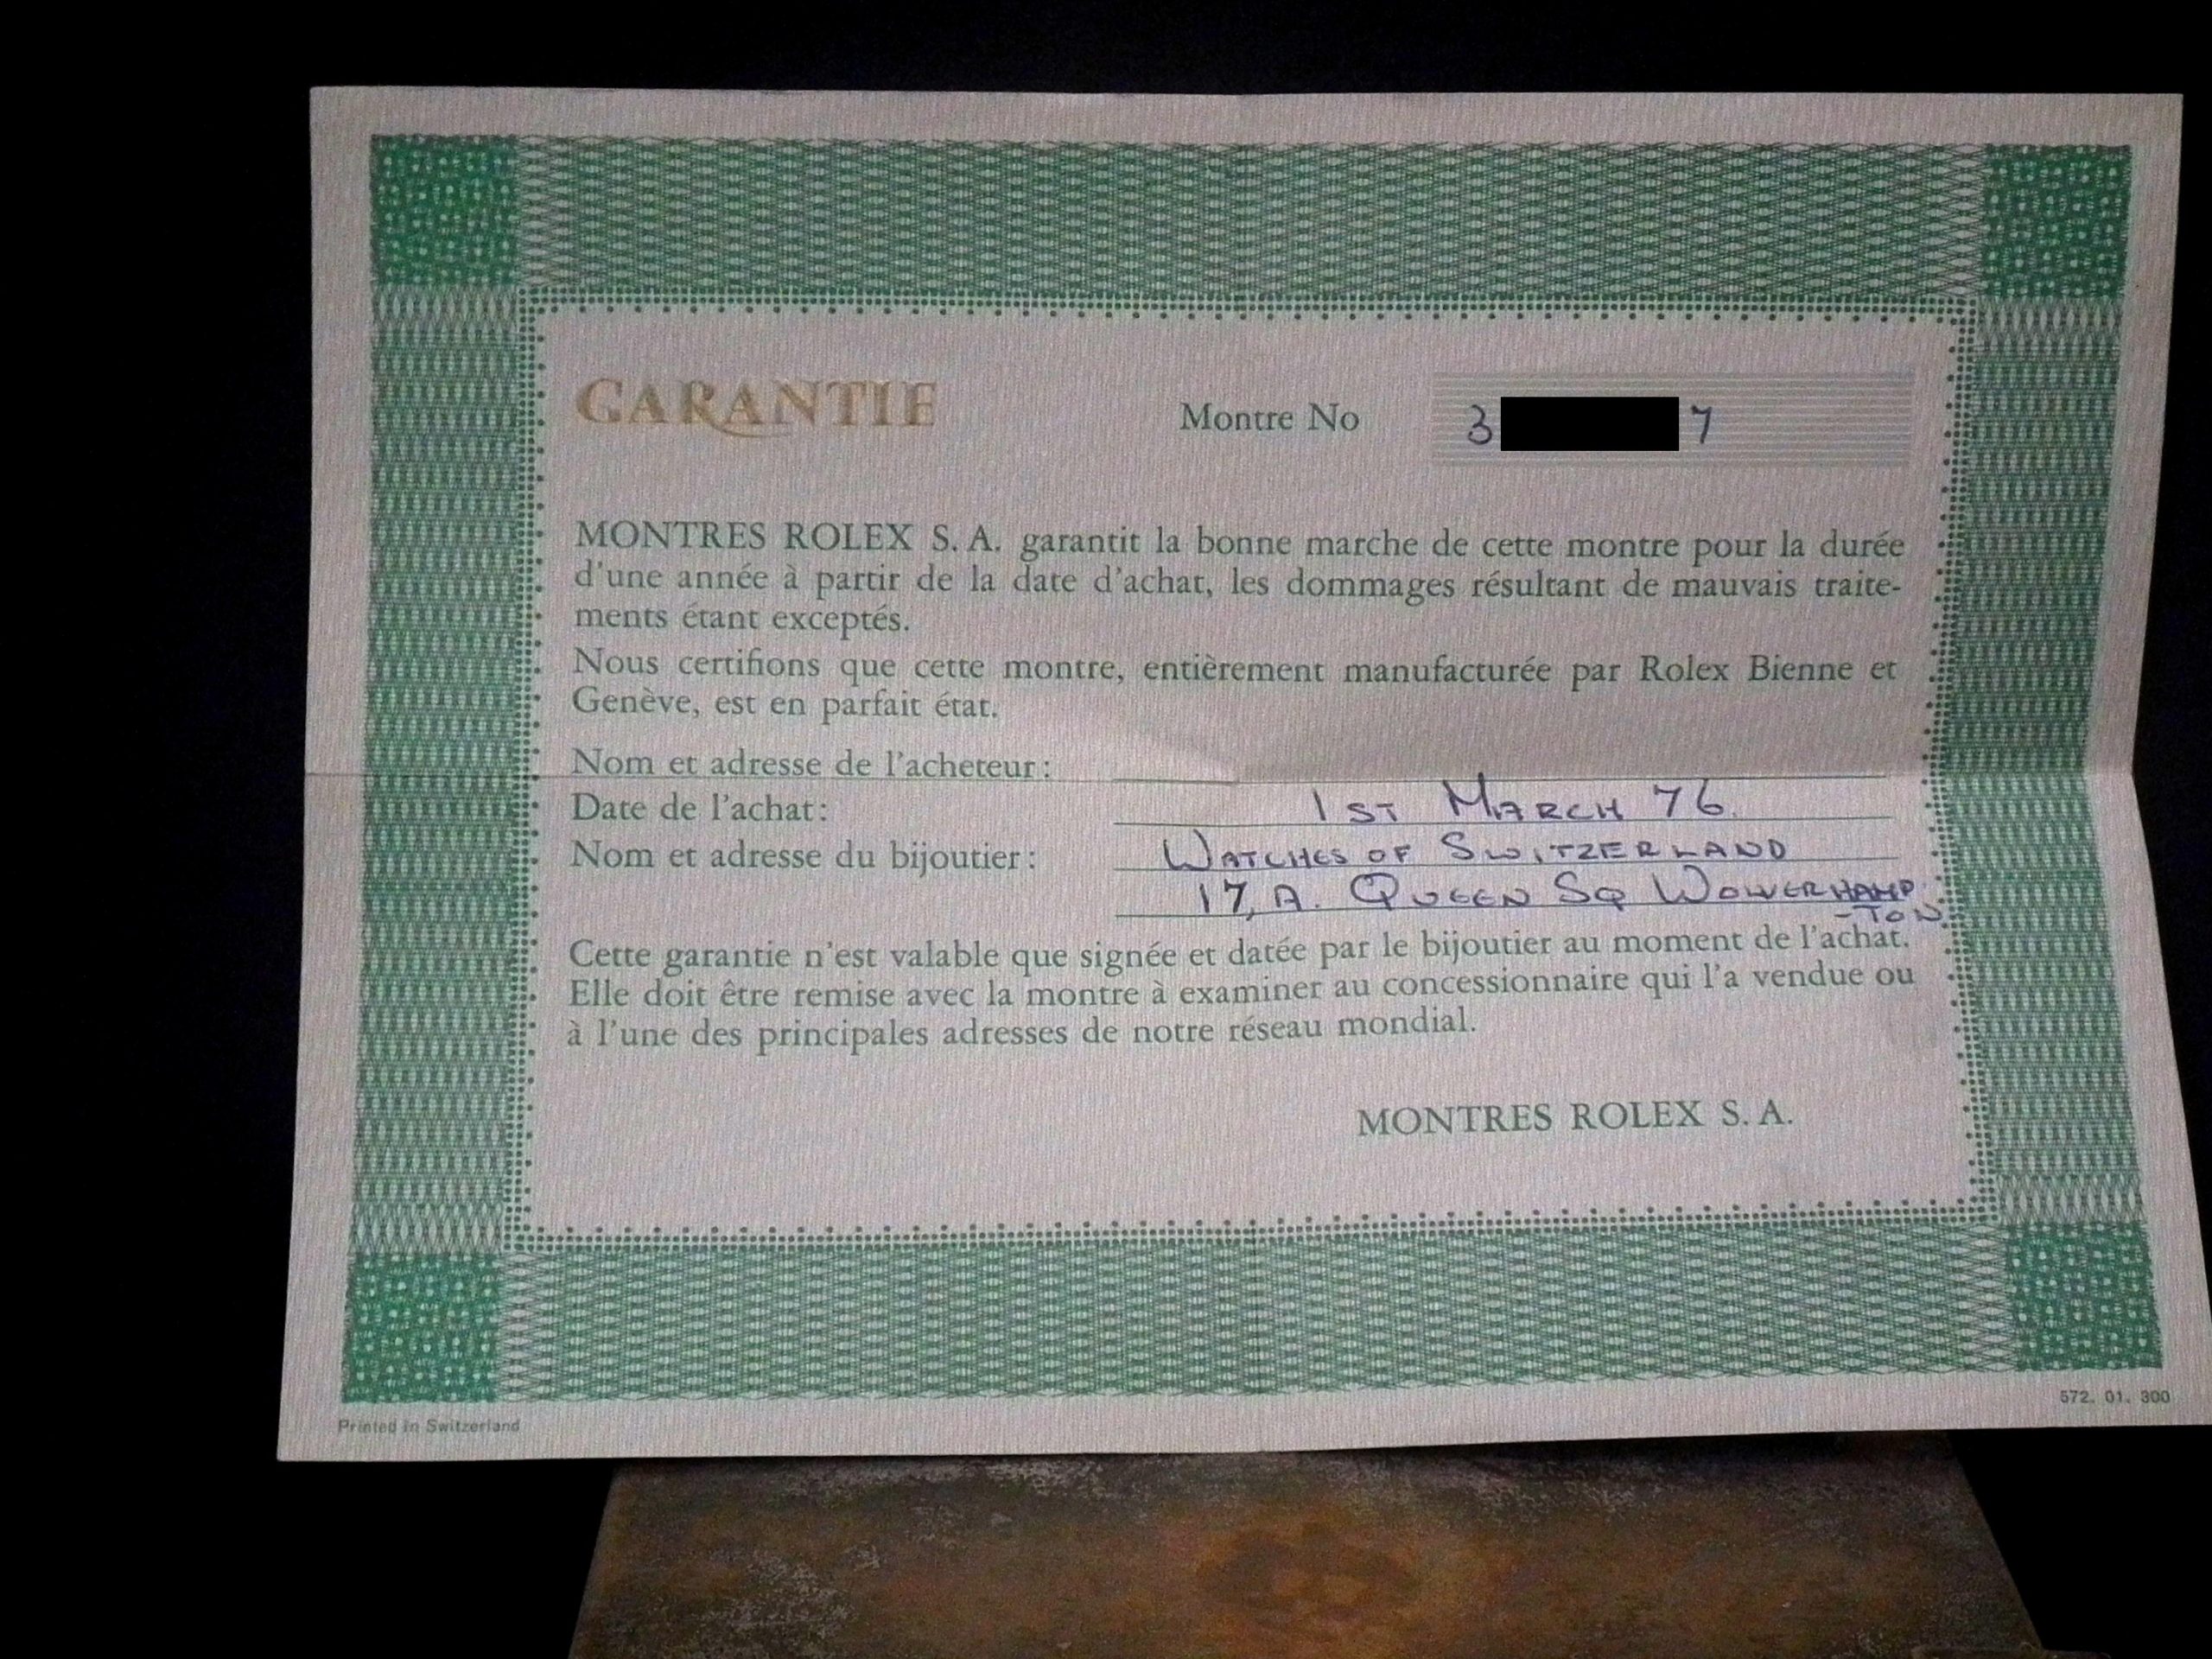 GARANTIE Montre No 3 7
MONTRES ROLEX S. A. garantit la bonne marche de cette montre pour la durée
d'une année à partir de la date d'achat, les dommages résultant de mauvais traite-
ments étant exceptés.
Nous certifions que cette montre, entièrement manufacturée par Rolex Bienne et
Genève, est en parfait état.
Nom et adresse de l'acheteur:
Date de l'achat: 1ST MARCH 76.
Nom et adresse du bijoutier: WATCHES OF SWITZERLAND
17, A. QUEEN SQ WOLVERHAMP
-TON
Cette garantie n'est valable que signée et datée par le bijoutier au moment de l'achat.
Elle doit être remise avec la montre à examiner au concessionnaire qui l'a vendue ou
à l'une des principales adresses de notre réseau mondial.
MONTRES ROLEX S. A.
Printed in Switzerland 572. 01. 300